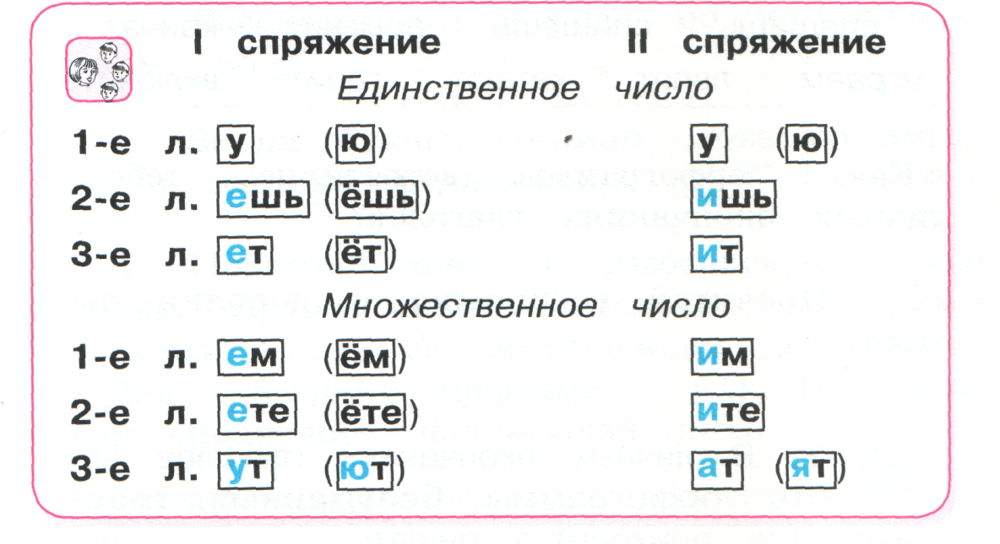 I спряжение II спряжение
Единственное число
1-е л. у (ю) у (ю)
2-е л. ешь (ёшь) ишь
3-е л. ет (ёт) ит
Множественное число
1-е л. ем (ём) им
2-е л. ете (ёте) ите
3-е л. ут (ют) ат (ят)